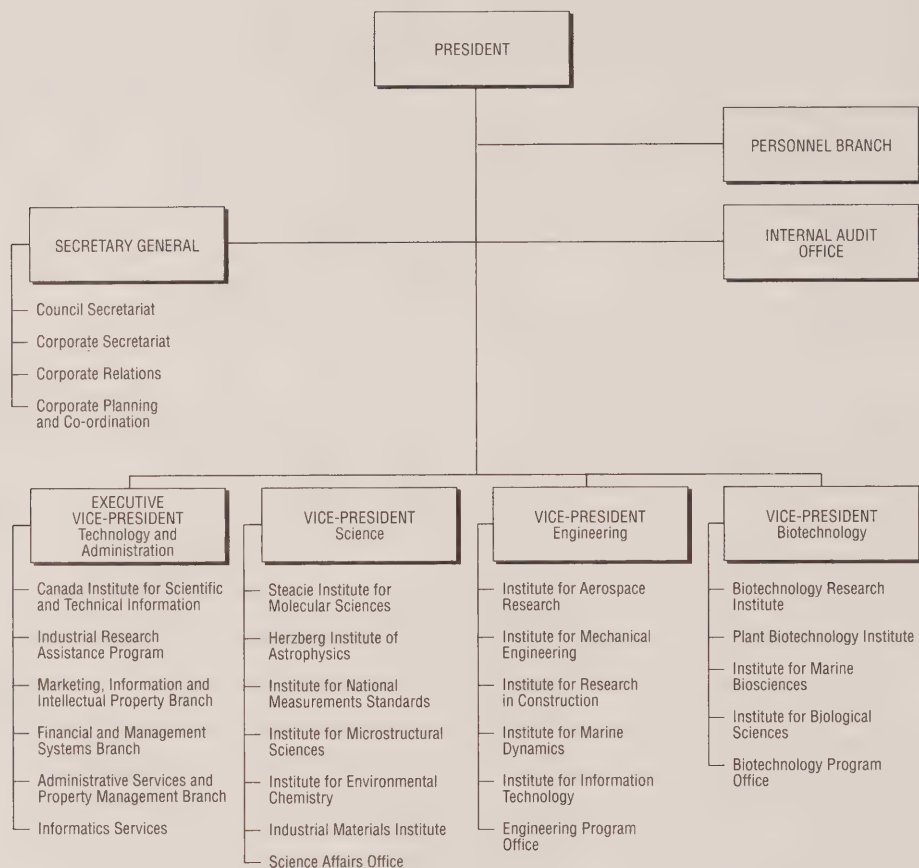 PRESIDENT
PERSONNEL BRANCH
SECRETARY GENERAL
INTERNAL AUDIT
OFFICE
Council Secretariat
Corporate Secretariat
Corporate Relations
Corporate Planning
and Co-ordination
EXECUTIVE
VICE-PRESIDENT
Technology and
Administration
Canada Institute for Scientific
and Technical Information
Industrial Research
Assistance Program
Marketing, Information and
Intellectual Property Branch
Financial and Management
Systems Branch
Administrative Services and
Property Management Branch
Informatics Services
VICE-PRESIDENT
Science
Steacie Institute for
Molecular Sciences
Herzberg Institute of
Astrophysics
Institute for National
Measurements Standards
Institute for Microstructural
Sciences
Institute for Environmental
Chemistry
Industrial Materials Institute
Science Affairs Office
VICE-PRESIDENT
Engineering
Institute for Aerospace
Research
Institute for Mechanical
Engineering
Institute for Research
in Construction
Institute for Marine
Dynamics
Institute for Information
Technology
Engineering Program
Office
VICE-PRESIDENT
Biotechnology
Biotechnology Research
Institute
Plant Biotechnology Institute
Institute for Marine
Biosciences
Institute for Biological
Sciences
Biotechnology Program
Office